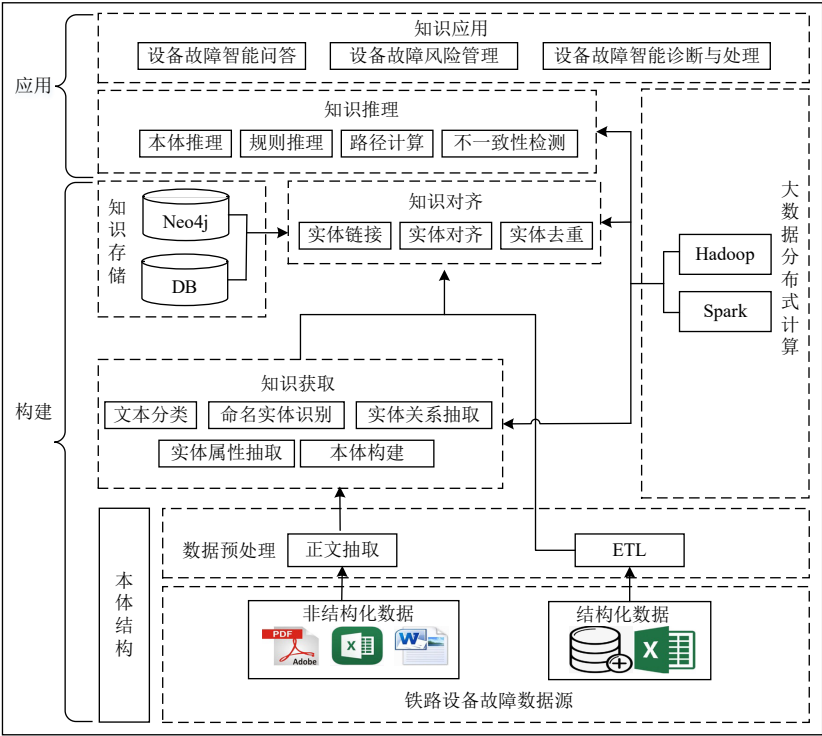 知识应用
设备故障智能问答
设备故障风险管理
设备故障智能诊断与处理
应用
知识推理
本体推理
规则推理
路径计算
不一致性检测
知识存储
Neo4j
DB
知识对齐
实体链接
实体对齐
实体去重
大数据分布式计算
Hadoop
Spark
构建
知识获取
文本分类
命名实体识别
实体关系抽取
实体属性抽取
本体构建
本体结构
数据预处理
正文抽取
ETL
非结构化数据
PDF
Adobe
X
W
结构化数据
X
铁路设备故障数据源